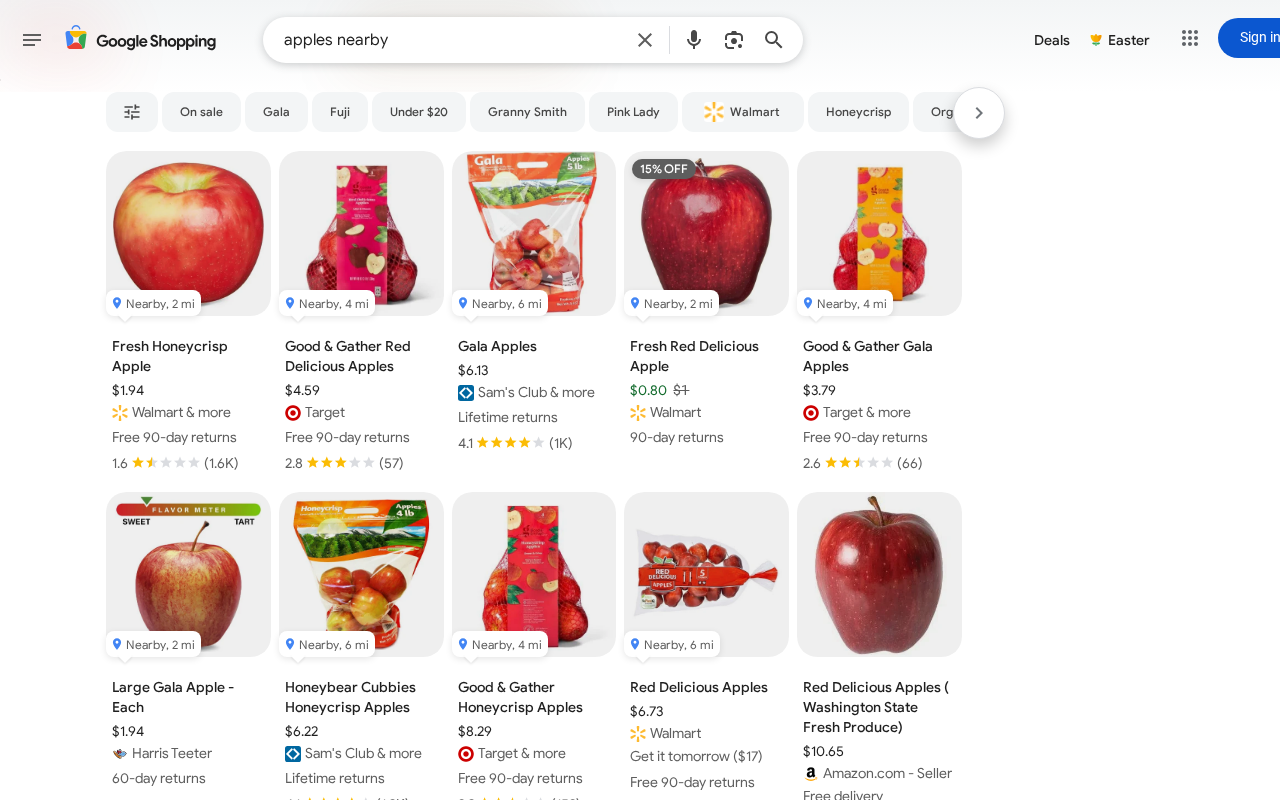 Google Shopping
apples nearby
Deals
Easter
Sign in
On sale
Gala
Fuji
Under $20
Granny Smith
Pink Lady
Walmart
Honeycrisp
Org
Gala
Apples
5 lb
15% OFF
Nearby, 2 mi
Nearby, 4 mi
Nearby, 6 mi
Nearby, 2 mi
Nearby, 4 mi
Fresh Honeycrisp
Apple
$1.94
Walmart & more
Free 90-day returns
1.6 (1.6K)
Good & Gather Red
Delicious Apples
$4.59
Target
Free 90-day returns
2.8 (57)
Gala Apples
$6.13
Sam's Club & more
Lifetime returns
4.1 (1K)
Fresh Red Delicious
Apple
$0.80 $1
Walmart
90-day returns
Good & Gather Gala
Apples
$3.79
Target & more
Free 90-day returns
2.6 (66)
FLAVOR METER
SWEET TART
Honeycrisp
Apples
4 lb
RED
DELICIOUS
APPLES
5
Nearby, 2 mi
Nearby, 6 mi
Nearby, 4 mi
Nearby, 6 mi
Large Gala Apple -
Each
$1.94
Harris Teeter
60-day returns
Honeybear Cubbies
Honeycrisp Apples
$6.22
Sam's Club & more
Lifetime returns
Good & Gather
Honeycrisp Apples
$8.29
Target & more
Free 90-day returns
Red Delicious Apples
$6.73
Walmart
Get it tomorrow ($17)
Free 90-day returns
Red Delicious Apples (
Washington State
Fresh Produce)
$10.65
Amazon.com - Seller
Free delivery